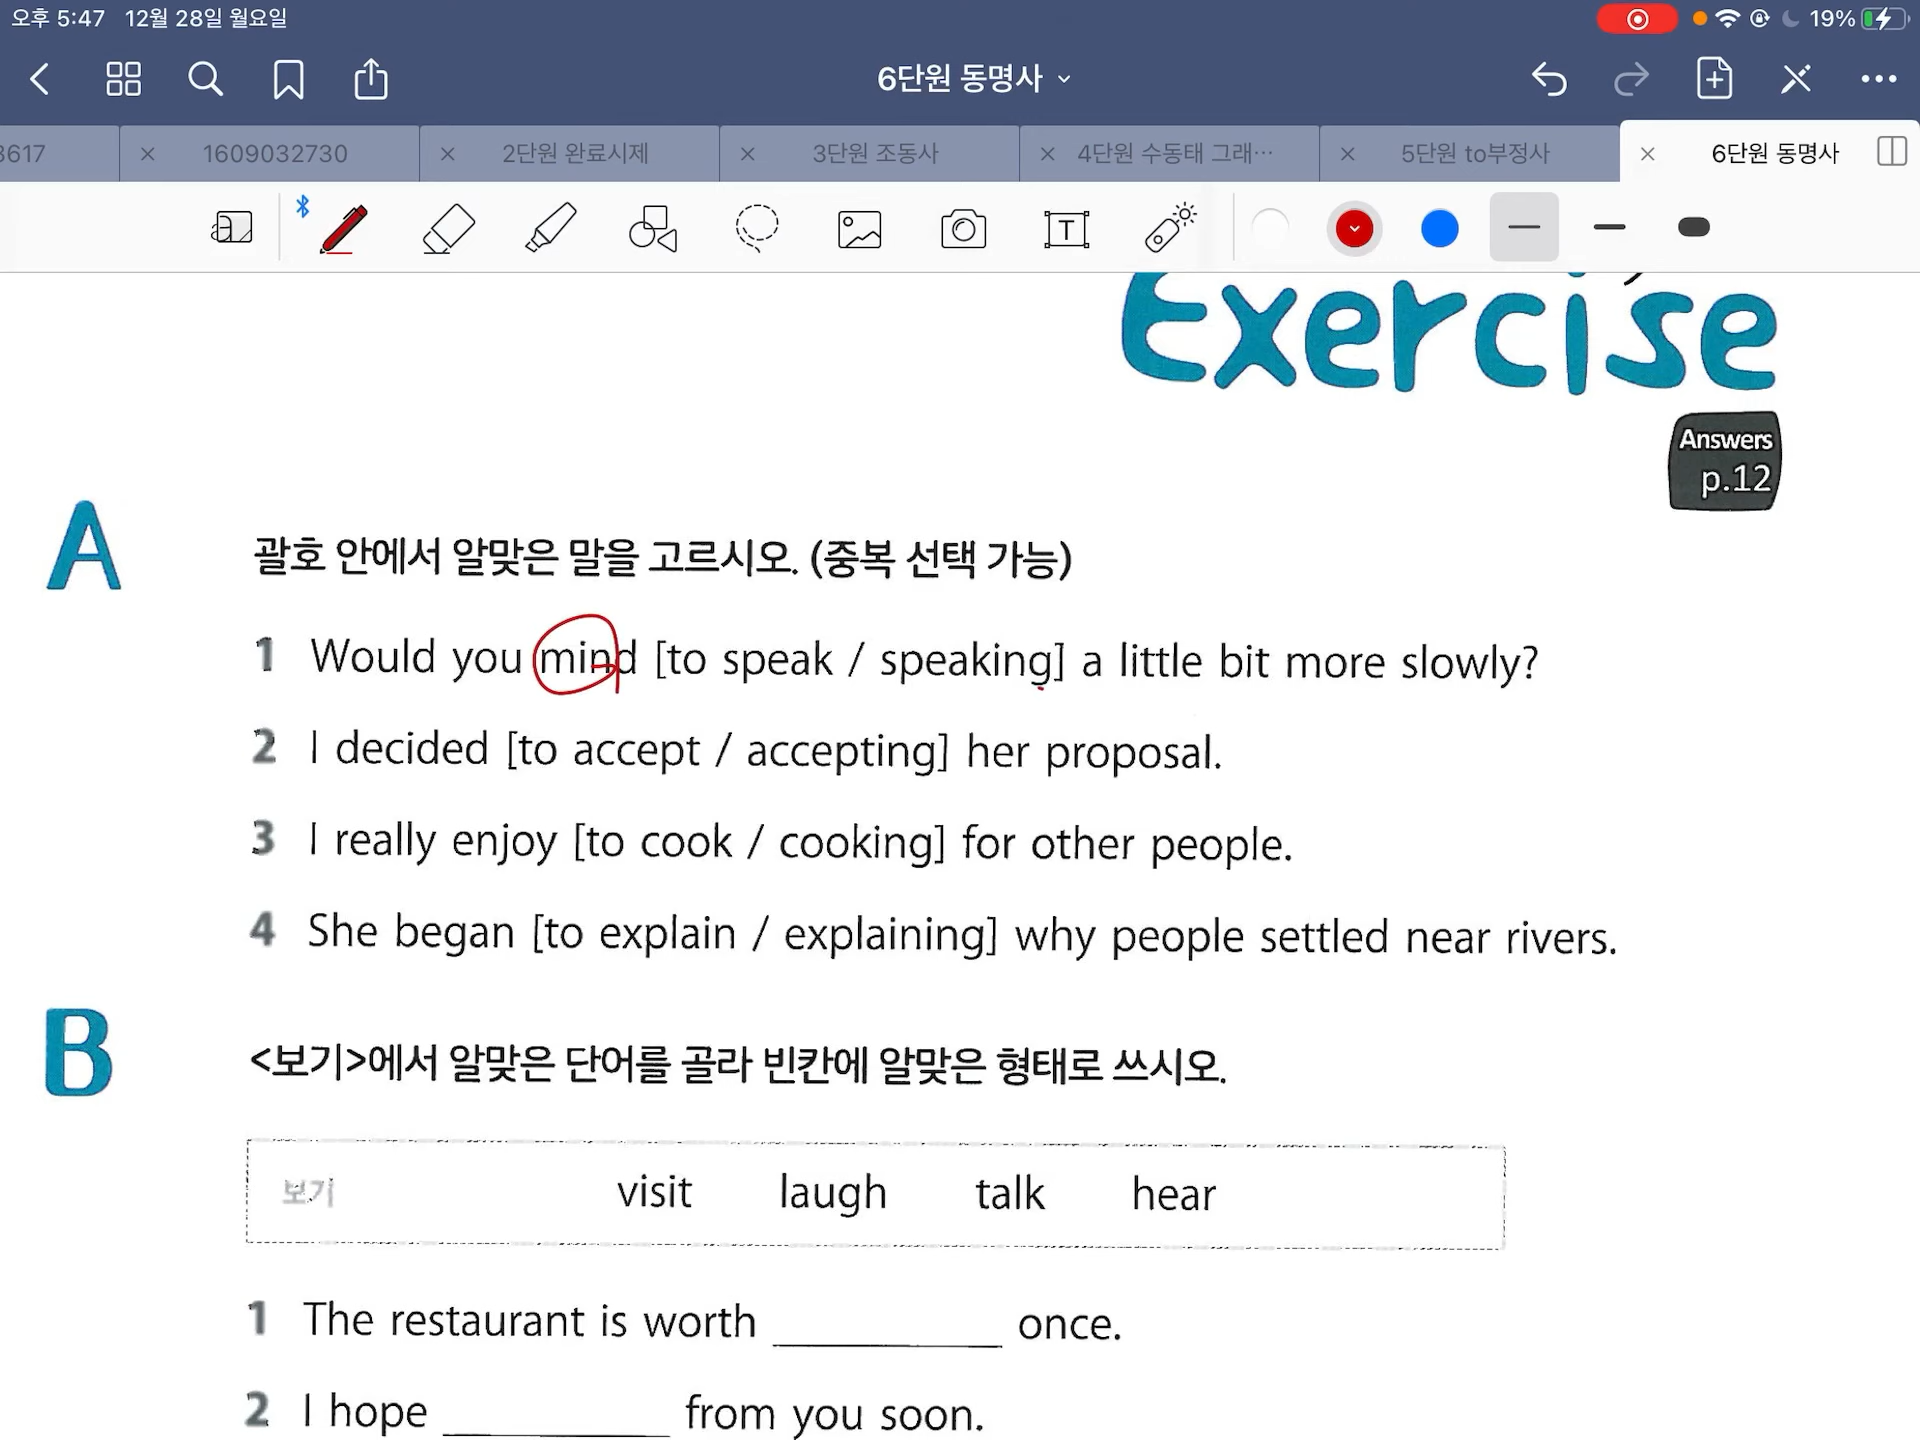 오후 5:47 12월 28일 월요일 19%
6단원 동명사
3617 1609032730 2단원 완료시제 3단원 조동사 4단원 수동태 그래… 5단원 to부정사 6단원 동명사
Exercise
Answers
p.12
A 괄호 안에서 알맞은 말을 고르시오. (중복 선택 가능)
1 Would you mind [to speak / speaking] a little bit more slowly?
2 I decided [to accept / accepting] her proposal.
3 I really enjoy [to cook / cooking] for other people.
4 She began [to explain / explaining] why people settled near rivers.
B <보기>에서 알맞은 단어를 골라 빈칸에 알맞은 형태로 쓰시오.
보기 visit laugh talk hear
1 The restaurant is worth __________ once.
2 I hope __________ from you soon.